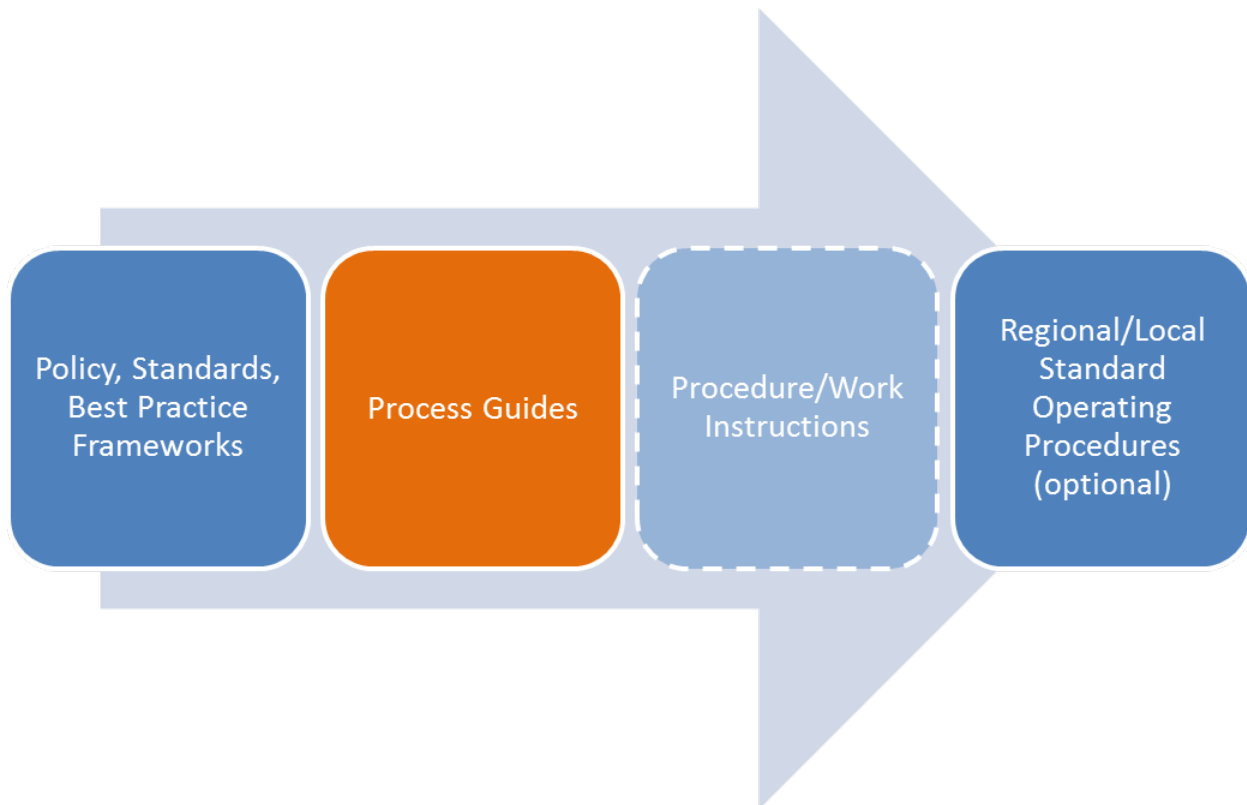 Policy, Standards,
Best Practice
Frameworks
Process Guides
Procedure/Work
Instructions
Regional/Local
Standard
Operating
Procedures
(optional)